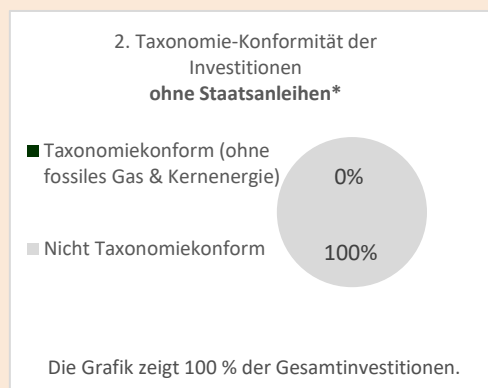 2. Taxonomie-Konformität der
Investitionen
ohne Staatsanleihen*
Taxonomiekonform (ohne
fossiles Gas & Kernenergie)
0%
Nicht Taxonomiekonform
100%
Die Grafik zeigt 100 % der Gesamtinvestitionen.